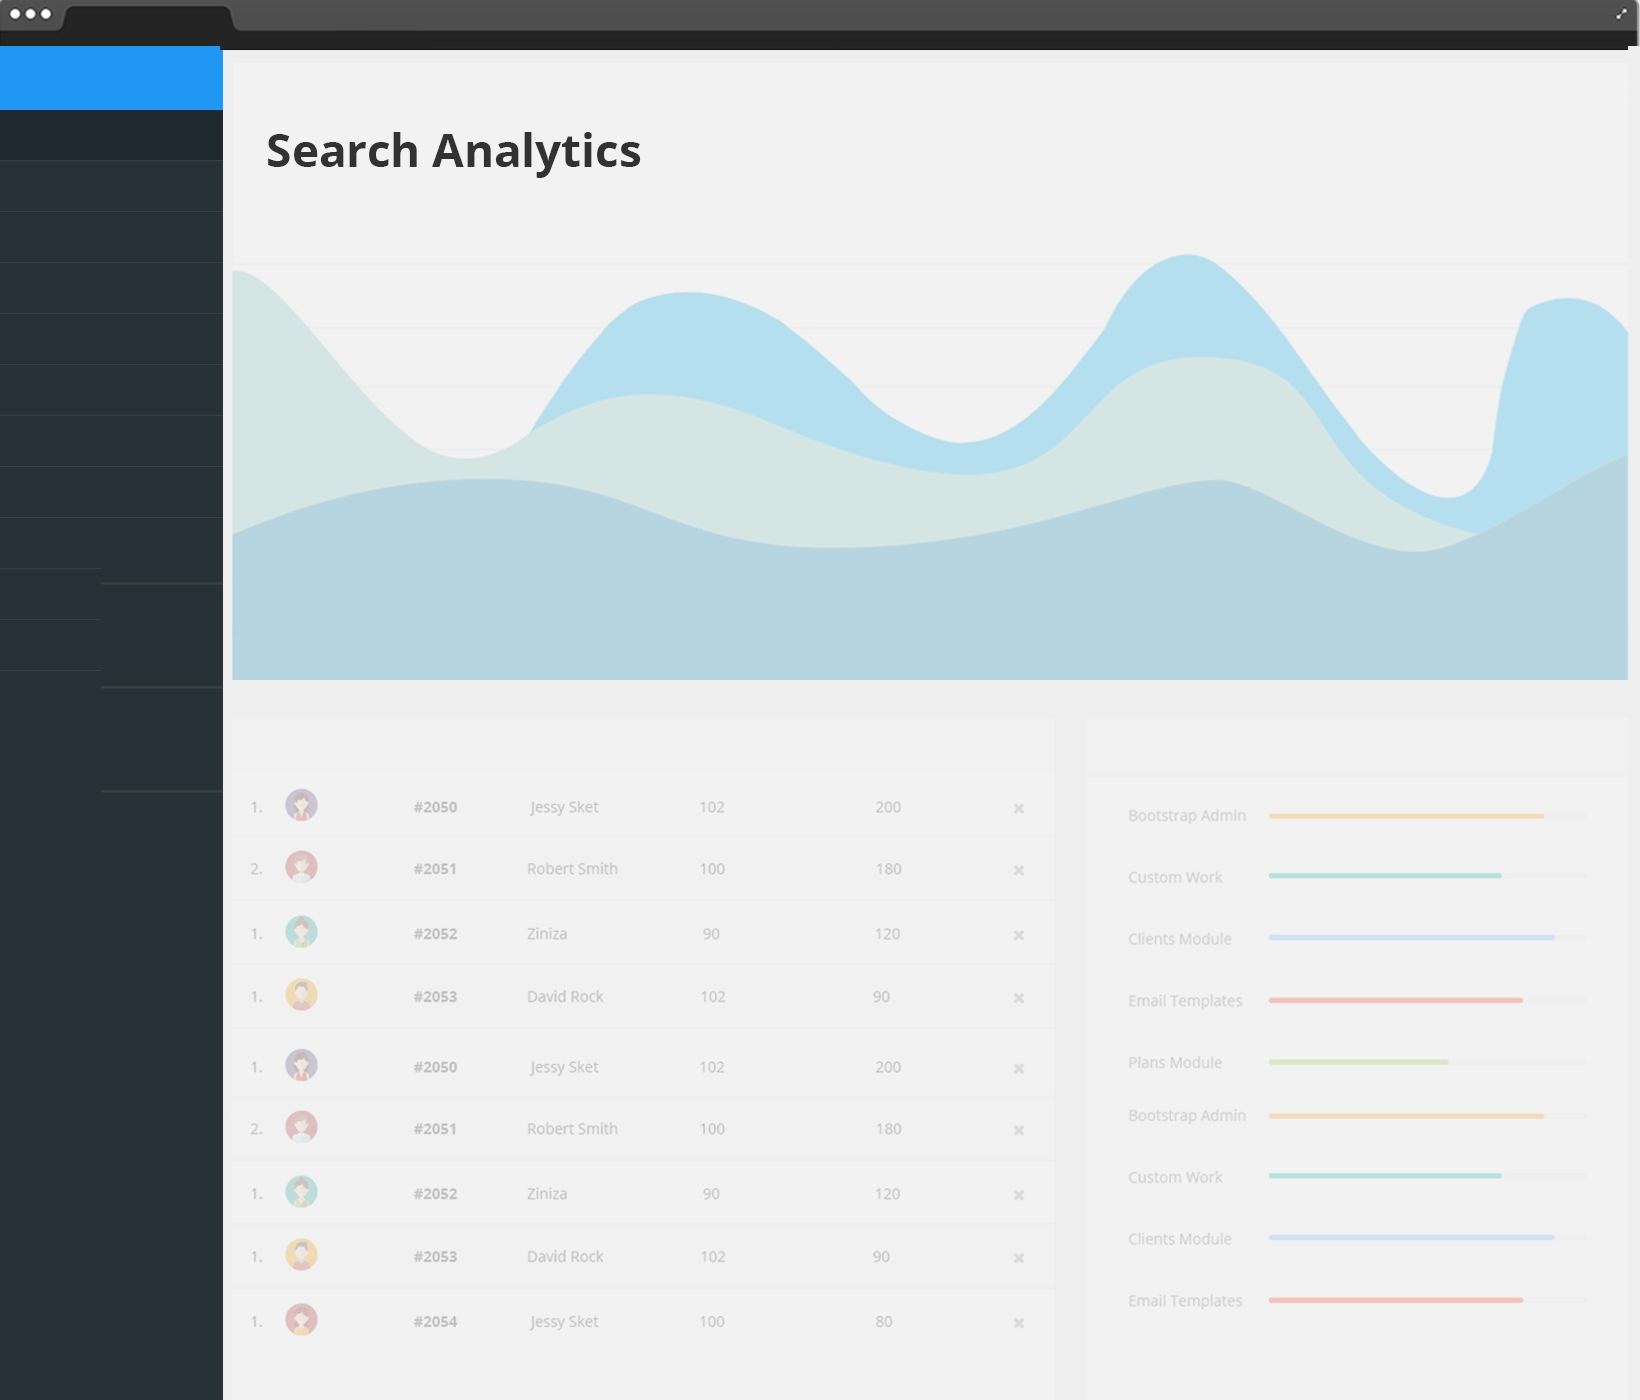 Search Analytics
1. #2050 Jessy Sket 102 200
2. #2051 Robert Smith 100 180
1. #2052 Ziniza 90 120
1. #2053 David Rock 102 90
1. #2050 Jessy Sket 102 200
2. #2051 Robert Smith 100 180
1. #2052 Ziniza 90 120
1. #2053 David Rock 102 90
1. #2054 Jessy Sket 100 80
Bootstrap Admin
Custom Work
Clients Module
Email Templates
Plans Module
Bootstrap Admin
Custom Work
Clients Module
Email Templates